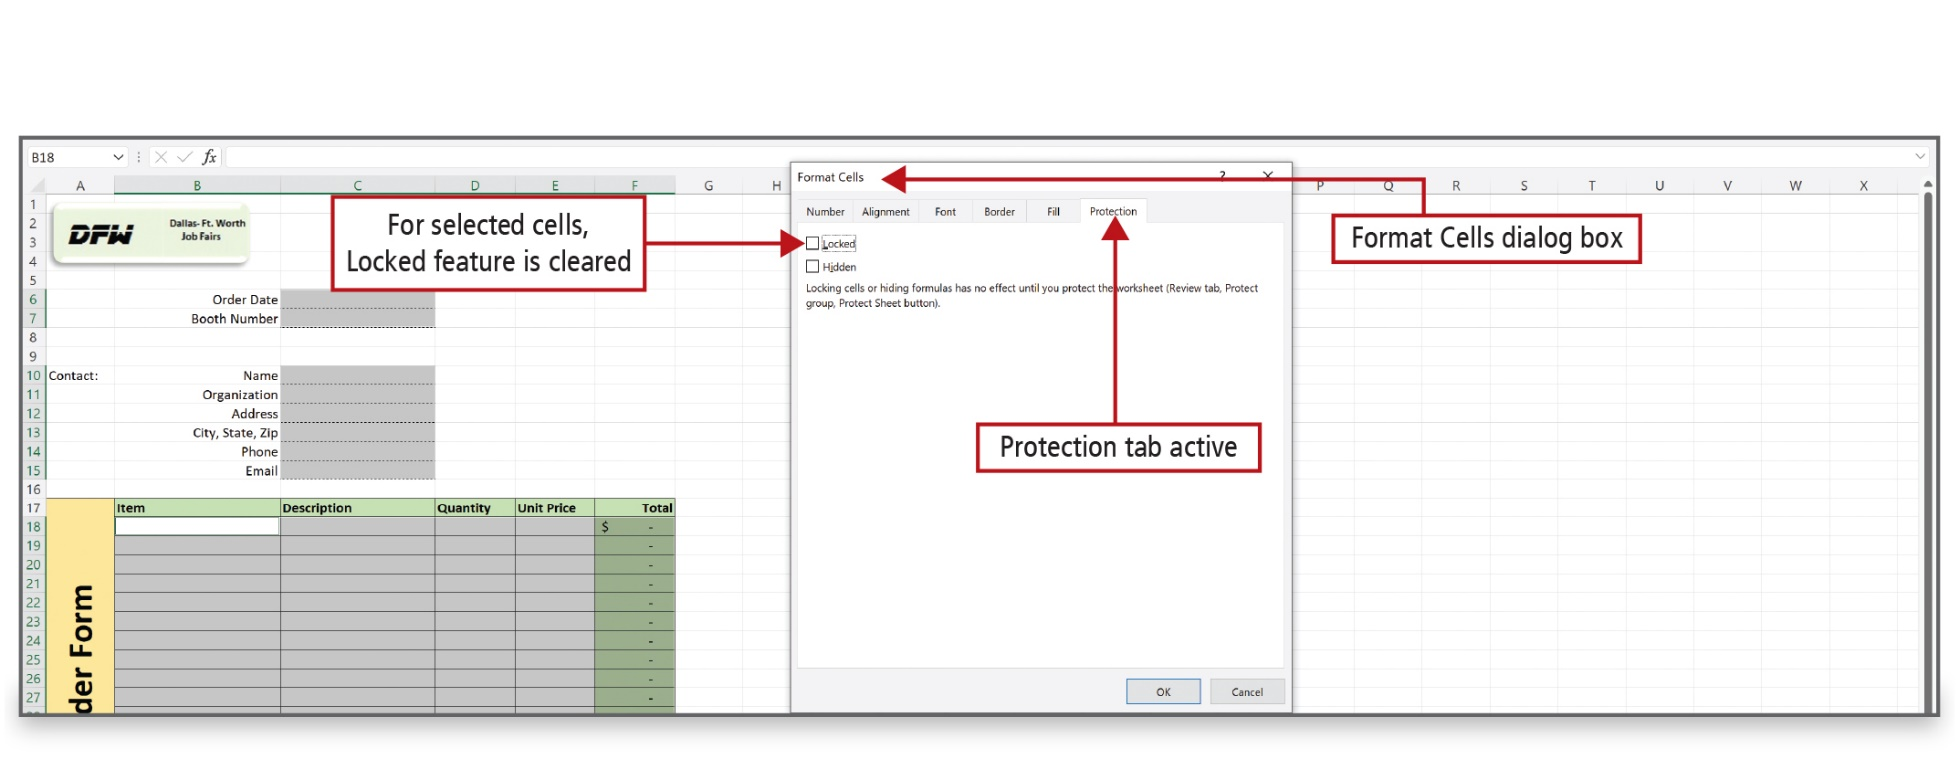 B18
fx
A B C D E F G H P Q R S T U V W X
Format Cells ? X
Number Alignment Font Border Fill Protection
Locked
Hidden
Locking cells or hiding formulas has no effect until you protect the worksheet (Review tab, Protect
group, Protect Sheet button).
OK Cancel
For selected cells,
Locked feature is cleared
Format Cells dialog box
Protection tab active
1
2
3
4
5
6
7
8
9
10
11
12
13
14
15
16
17
18
19
20
21
22
23
24
25
26
27
DFW
Dallas- Ft. Worth
Job Fairs
Order Date
Booth Number
Contact: Name
Organization
Address
City, State, Zip
Phone
Email
Item Description Quantity Unit Price Total
$ -
-
-
-
-
-
-
-
-
-
der Form